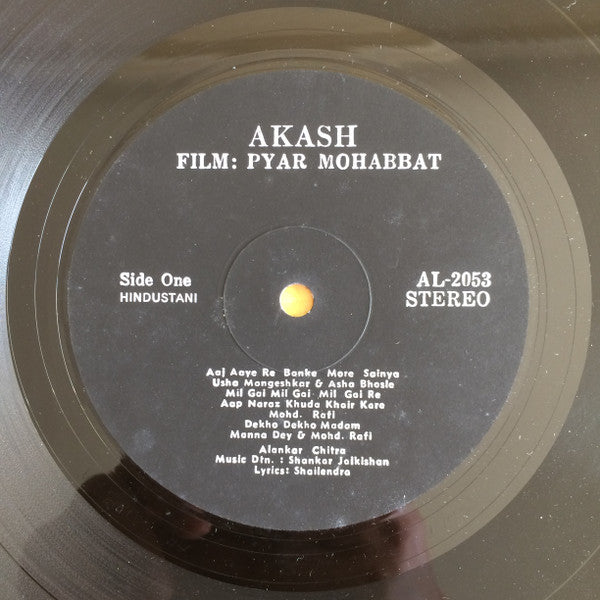 AKASH
FILM: PYAR MOHABBAT
Side One
HINDUSTANI
AL-2053
STEREO
Aaj Aaye Re Banke More Sainya
Usha Mangeshkar & Asha Bhosle
Mil Gai Mil Gai Mil Gai Re
Aap Naraz Khuda Khair Kare
Mohd. Rafi
Dekho Dekho Madam
Manna Dey & Mohd. Rafi
Alankar Chitra
Music Dtn. : Shankar Jaikishan
Lyrics: Shailendra